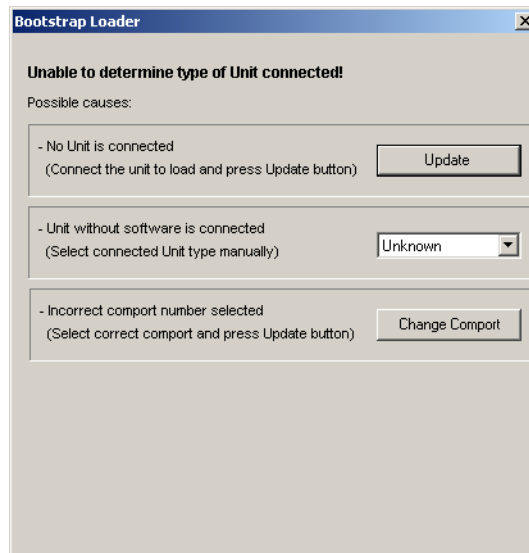 Bootstrap Loader
Unable to determine type of Unit connected!
Possible causes:
- No Unit is connected
(Connect the unit to load and press Update button)
Update
- Unit without software is connected
(Select connected Unit type manually)
Unknown
- Incorrect comport number selected
(Select correct comport and press Update button)
Change Comport